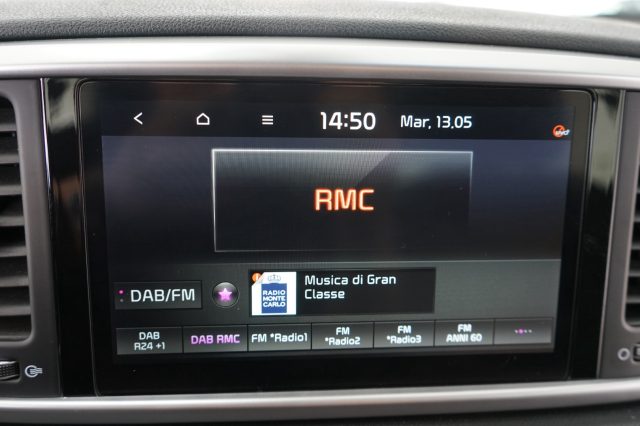 14:50 Mar, 13.05
RMC
DAB/FM
RADIO
MONTE
CARLO
Musica di Gran
Classe
DAB
R24 +1
DAB RMC
FM *Radio1
FM
*Radio2
FM
*Radio3
FM
ANNI 60